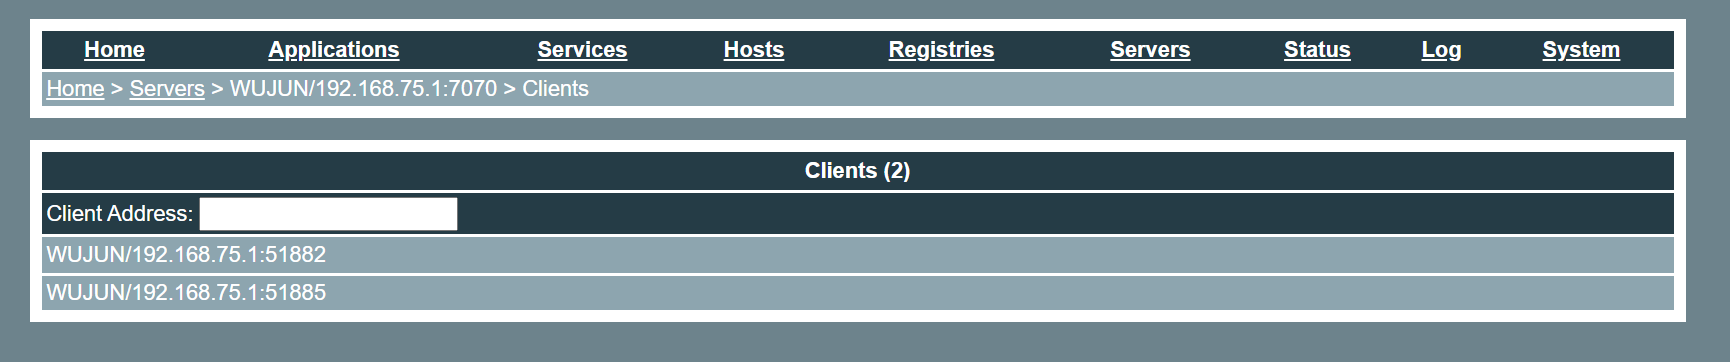 Home Applications Services Hosts Registries Servers Status Log System
Home > Servers > WUJUN/192.168.75.1:7070 > Clients
Clients (2)
Client Address:
WUJUN/192.168.75.1:51882
WUJUN/192.168.75.1:51885